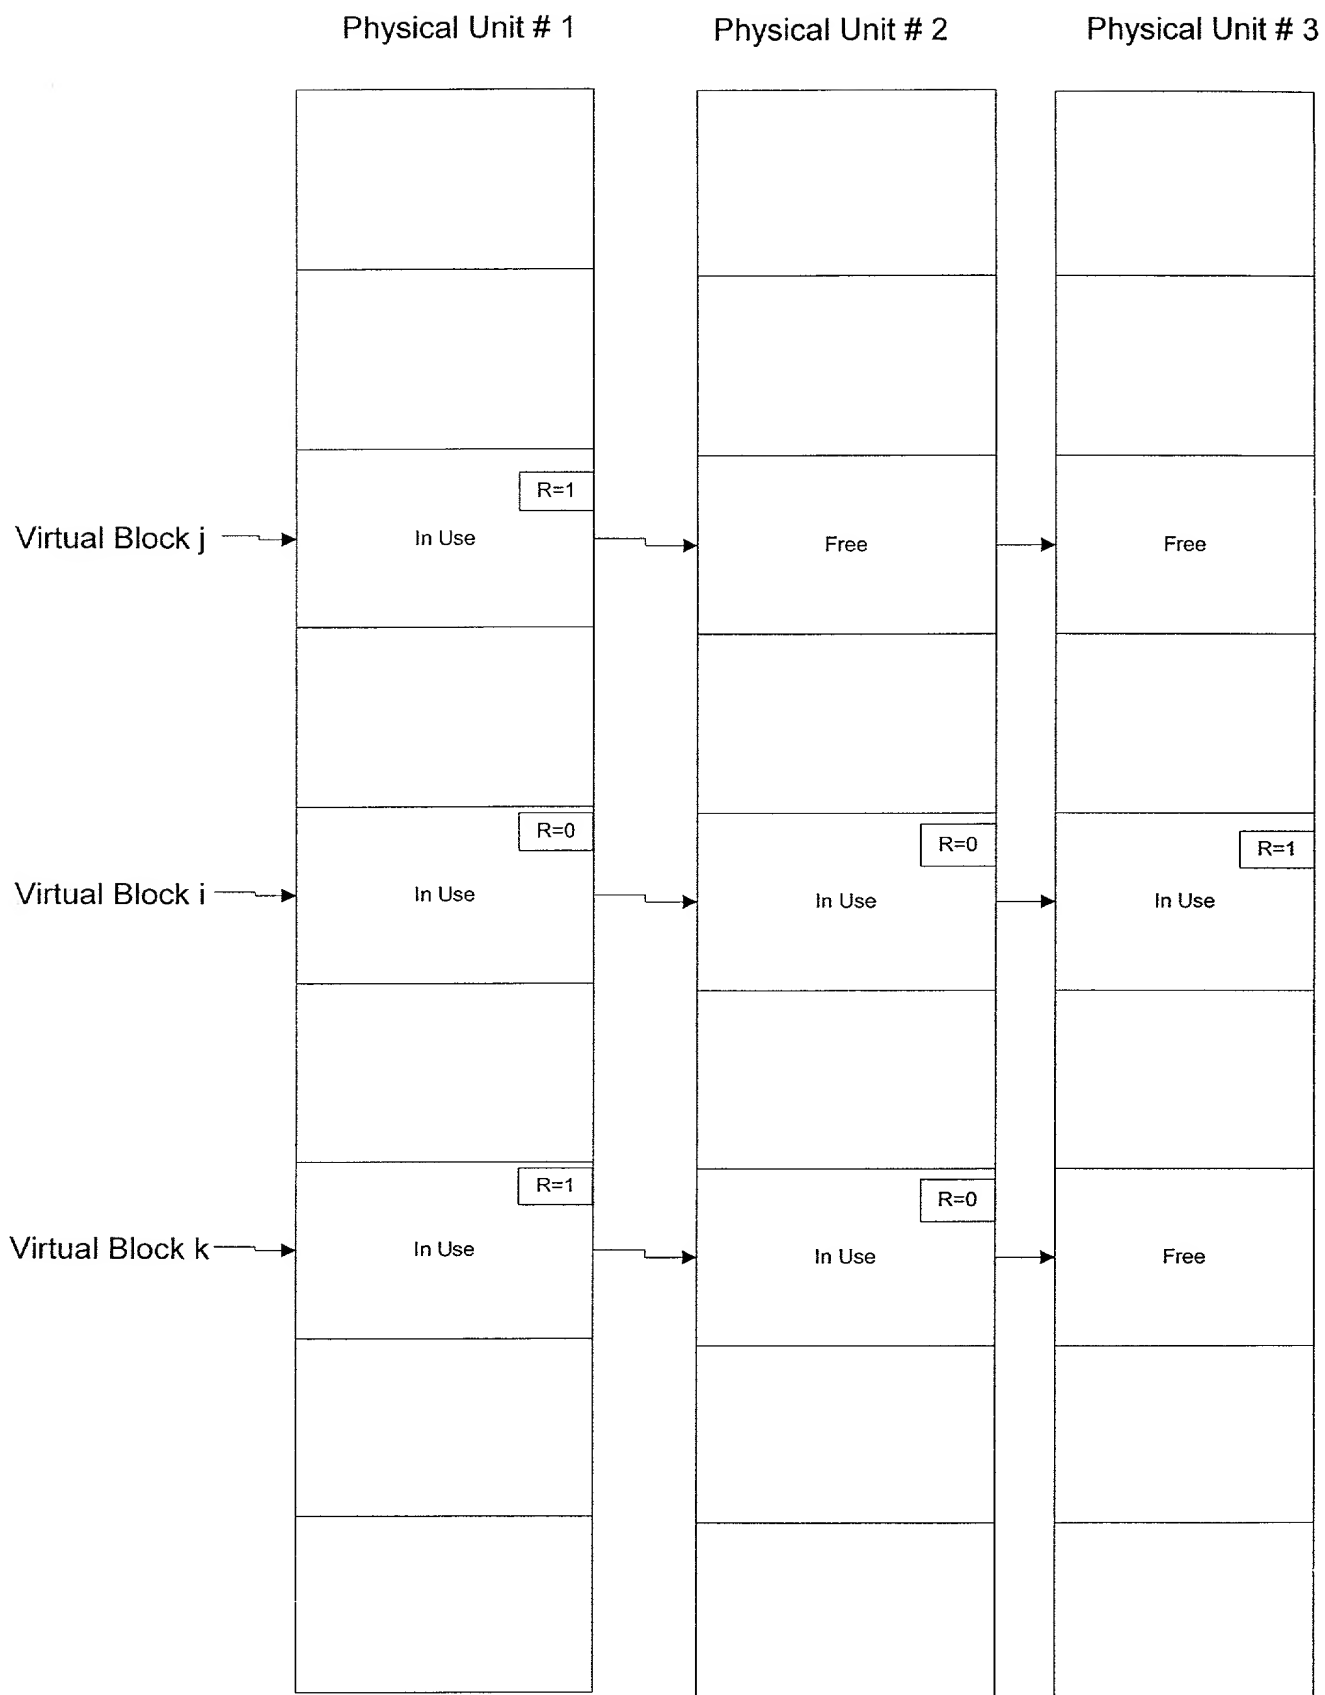 Physical Unit # 1 Physical Unit # 2 Physical Unit # 3
R=1
Virtual Block j In Use Free Free
R=0 R=0 R=1
Virtual Block i In Use In Use In Use
R=1 R=0
Virtual Block k In Use In Use Free